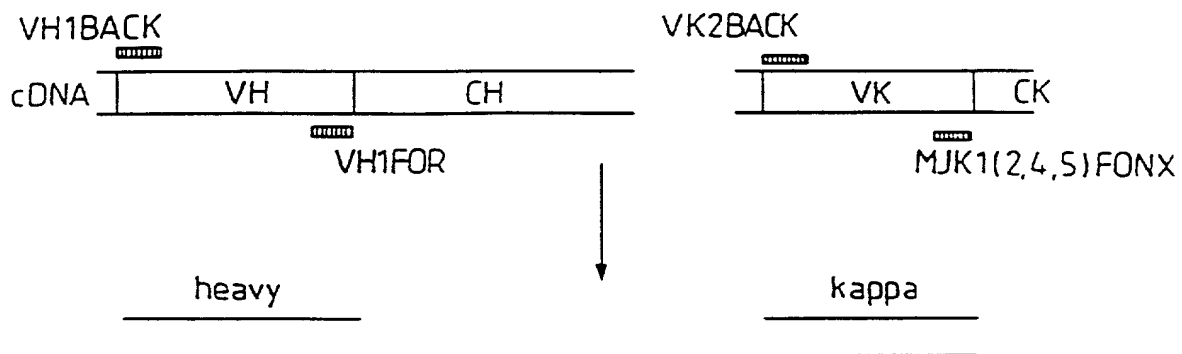 VH1BACK
VK2BACK
cDNA
VH
CH
VK
CK
VH1FOR
MJK1(2,4,5)FONX
heavy
kappa